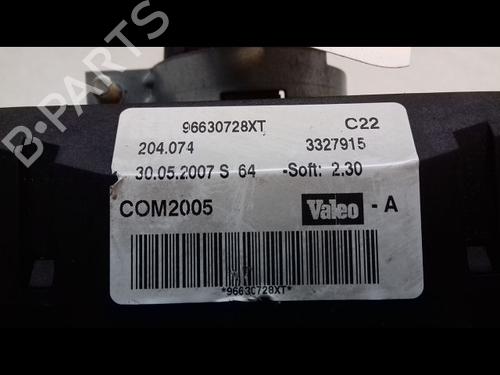 B-PARTS
96630728XT C22
204.074 3327915
30.05.2007 S 64 -Soft: 2.30
COM2005 Valeo -A
*96630728XT*